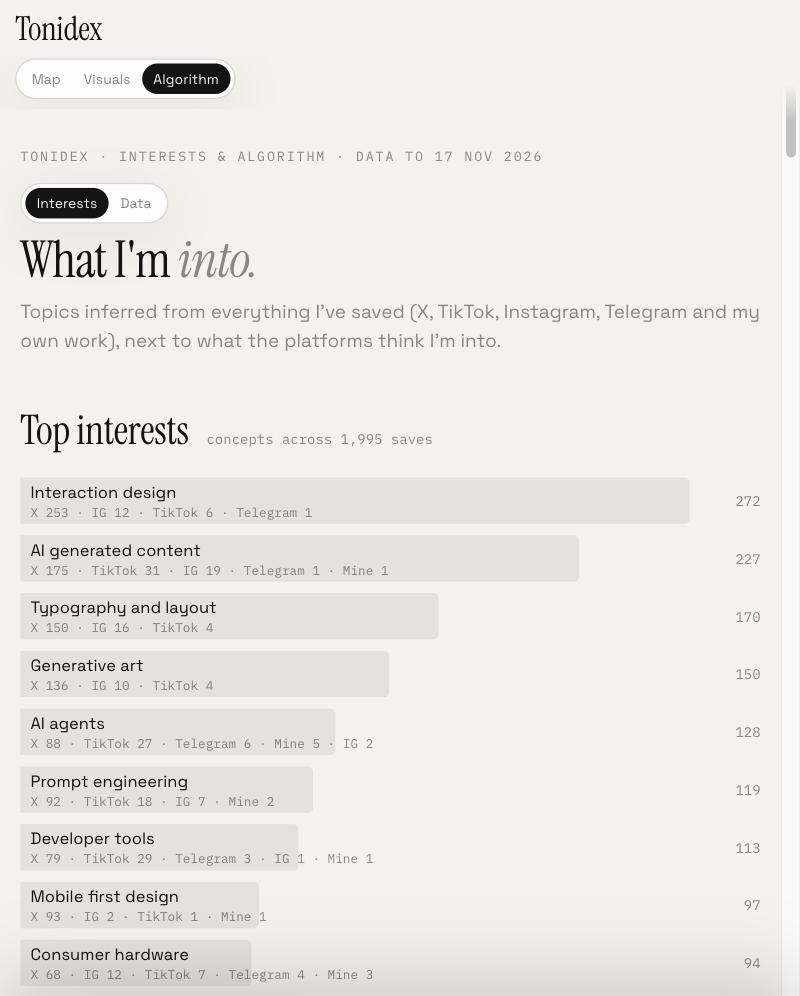 Tonidex
Map Visuals Algorithm
TONIDEX · INTERESTS & ALGORITHM · DATA TO 17 NOV 2026
Interests Data
What I'm into.
Topics inferred from everything I've saved (X, TikTok, Instagram, Telegram and my
own work), next to what the platforms think I'm into.
Top interests concepts across 1,995 saves
Interaction design
X 253 · IG 12 · TikTok 6 · Telegram 1
272
AI generated content
X 175 · TikTok 31 · IG 19 · Telegram 1 · Mine 1
227
Typography and layout
X 150 · IG 16 · TikTok 4
170
Generative art
X 136 · IG 10 · TikTok 4
150
AI agents
X 88 · TikTok 27 · Telegram 6 · Mine 5 · IG 2
128
Prompt engineering
X 92 · TikTok 18 · IG 7 · Mine 2
119
Developer tools
X 79 · TikTok 29 · Telegram 3 · IG 1 · Mine 1
113
Mobile first design
X 93 · IG 2 · TikTok 1 · Mine 1
97
Consumer hardware
X 68 · IG 12 · TikTok 7 · Telegram 4 · Mine 3
94